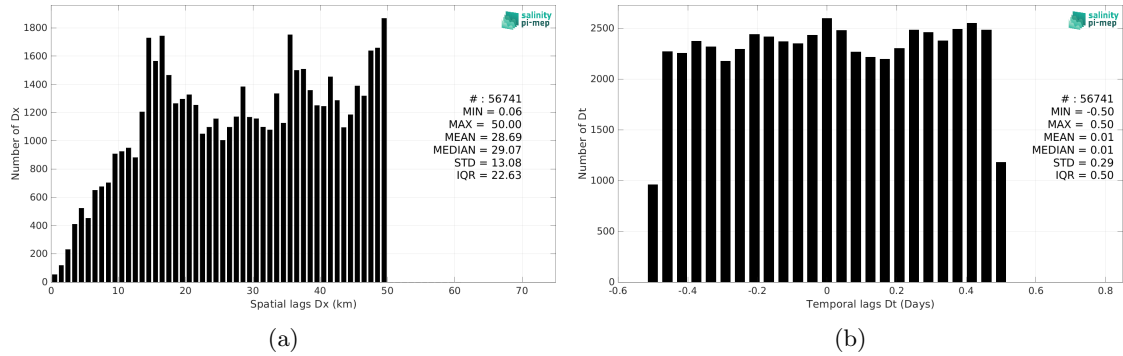 1800
1600
1400
1200
1000
800
600
400
200
0
Number of Dx
salinity
pi-mep
# : 56741
MIN = 0.06
MAX = 50.00
MEAN = 28.69
MEDIAN = 29.07
STD = 13.08
IQR = 22.63
0 10 20 30 40 50 60 70
Spatial lags Dx (km)
(a)
2500
2000
1500
1000
500
0
Number of Dt
salinity
pi-mep
# : 56741
MIN = -0.50
MAX = 0.50
MEAN = 0.01
MEDIAN = 0.01
STD = 0.29
IQR = 0.50
-0.6 -0.4 -0.2 0 0.2 0.4 0.6 0.8
Temporal lags Dt (Days)
(b)